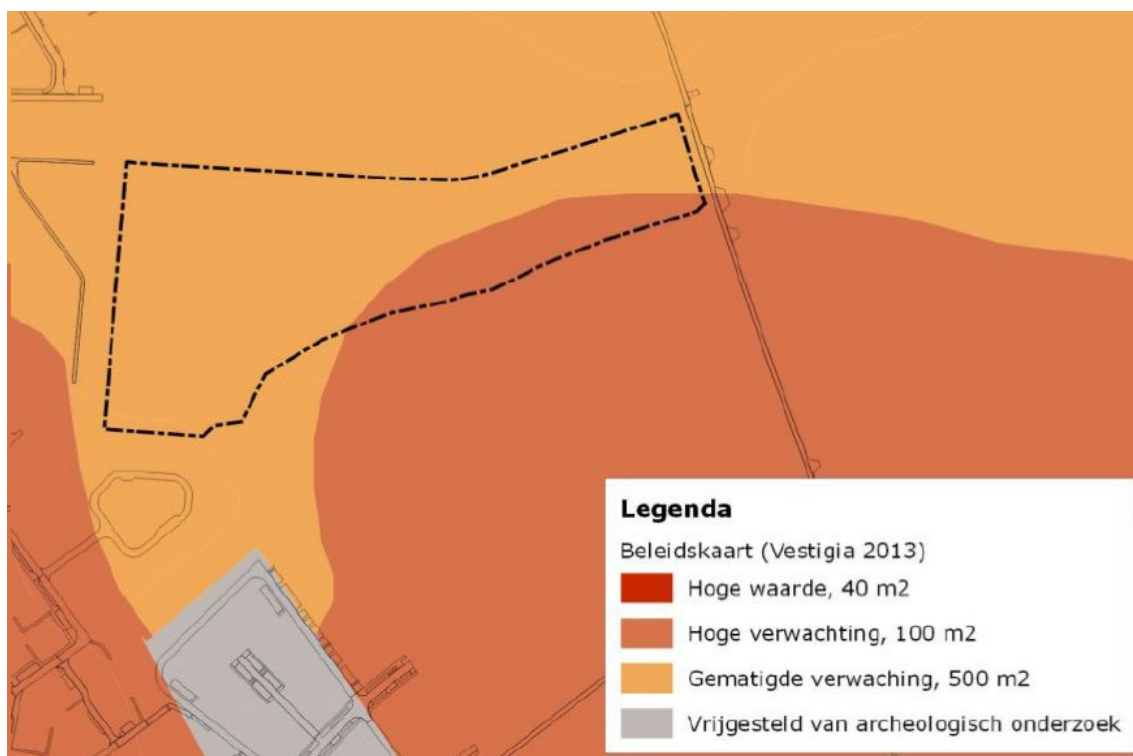 Legenda
Beleidskaart (Vestigia 2013)
Hoge waarde, 40 m2
Hoge verwachting, 100 m2
Gematigde verwaching, 500 m2
Vrijgesteld van archeologisch onderzoek